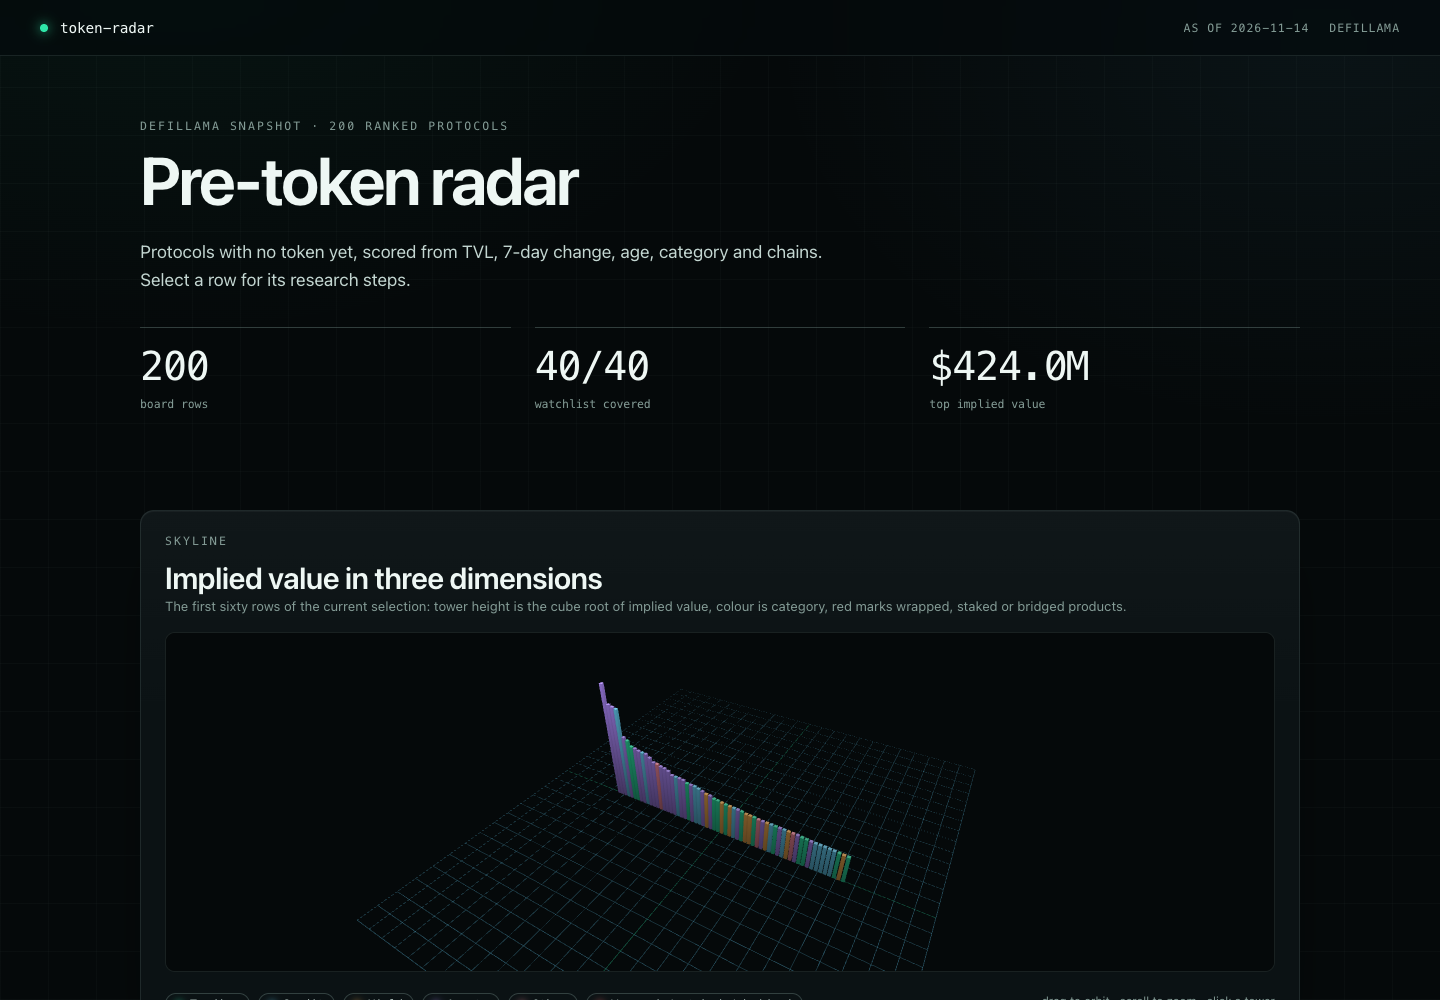 token-radar
AS OF 2026-11-14 DEFILLAMA
DEFILLAMA SNAPSHOT · 200 RANKED PROTOCOLS
Pre-token radar
Protocols with no token yet, scored from TVL, 7-day change, age, category and chains.
Select a row for its research steps.
200
board rows
40/40
watchlist covered
$424.0M
top implied value
SKYLINE
Implied value in three dimensions
The first sixty rows of the current selection: tower height is the cube root of implied value, colour is category, red marks wrapped, staked or bridged products.